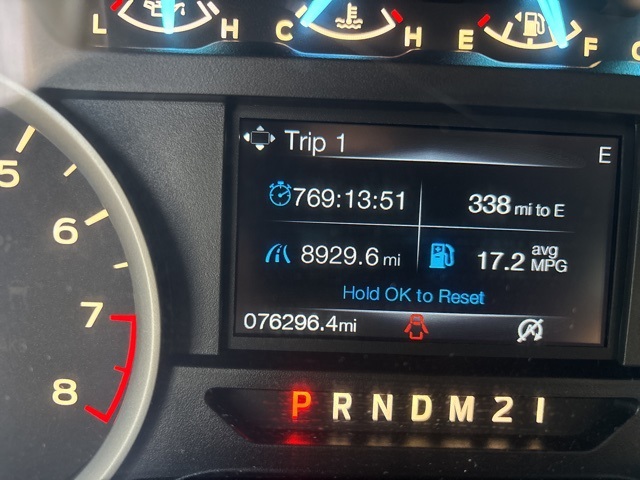 L H C H E F
Trip 1 E
769:13:51 338 mi to E
8929.6 mi 17.2 avg MPG
Hold OK to Reset
076296.4mi
5
6
7
8
P R N D M 2 1